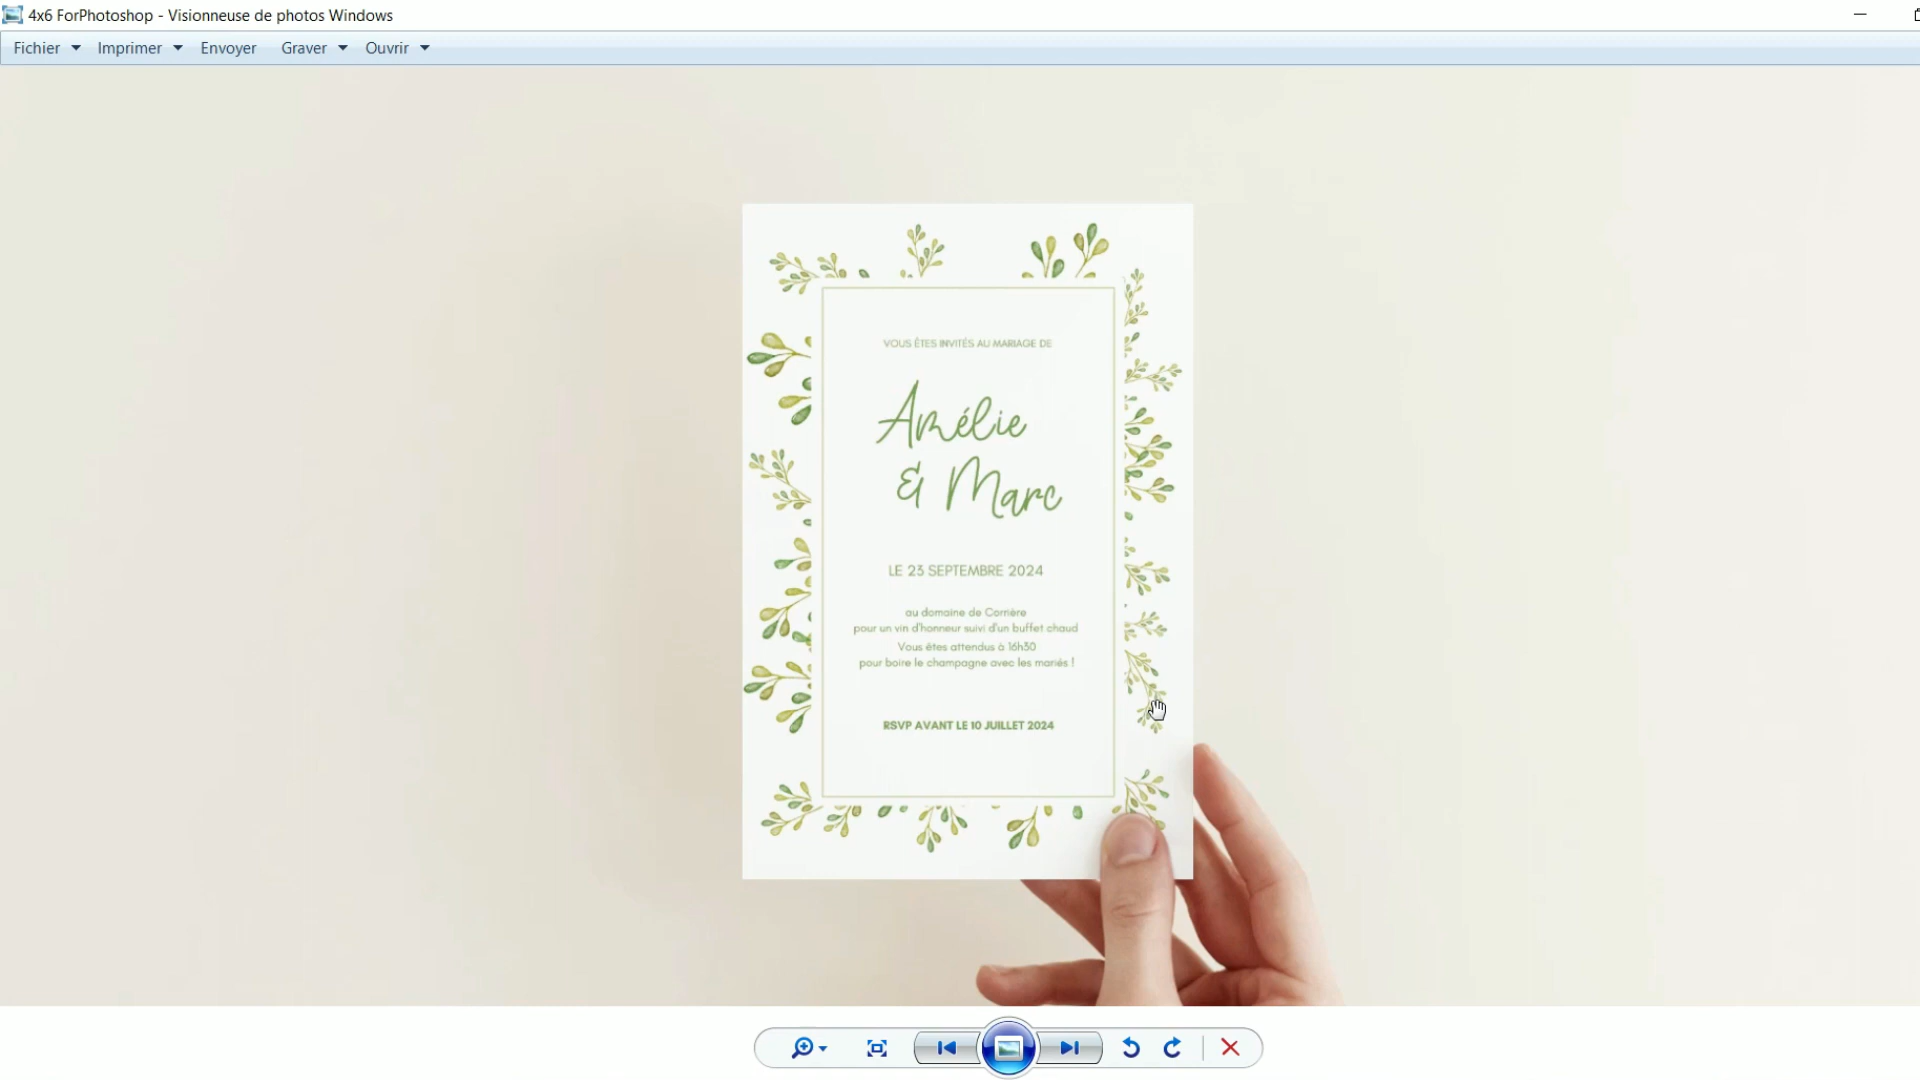 4x6 ForPhotoshop - Visionneuse de photos Windows
Fichier Imprimer Envoyer Graver Ouvrir
VOUS ÊTES INVITÉS AU MARIAGE DE
Amélie
& Marc
LE 23 SEPTEMBRE 2024
au domaine de Corrière
pour un vin d'honneur suivi d'un buffet chaud
Vous êtes attendus à 16h30
pour boire le champagne avec les mariés !
RSVP AVANT LE 10 JUILLET 2024